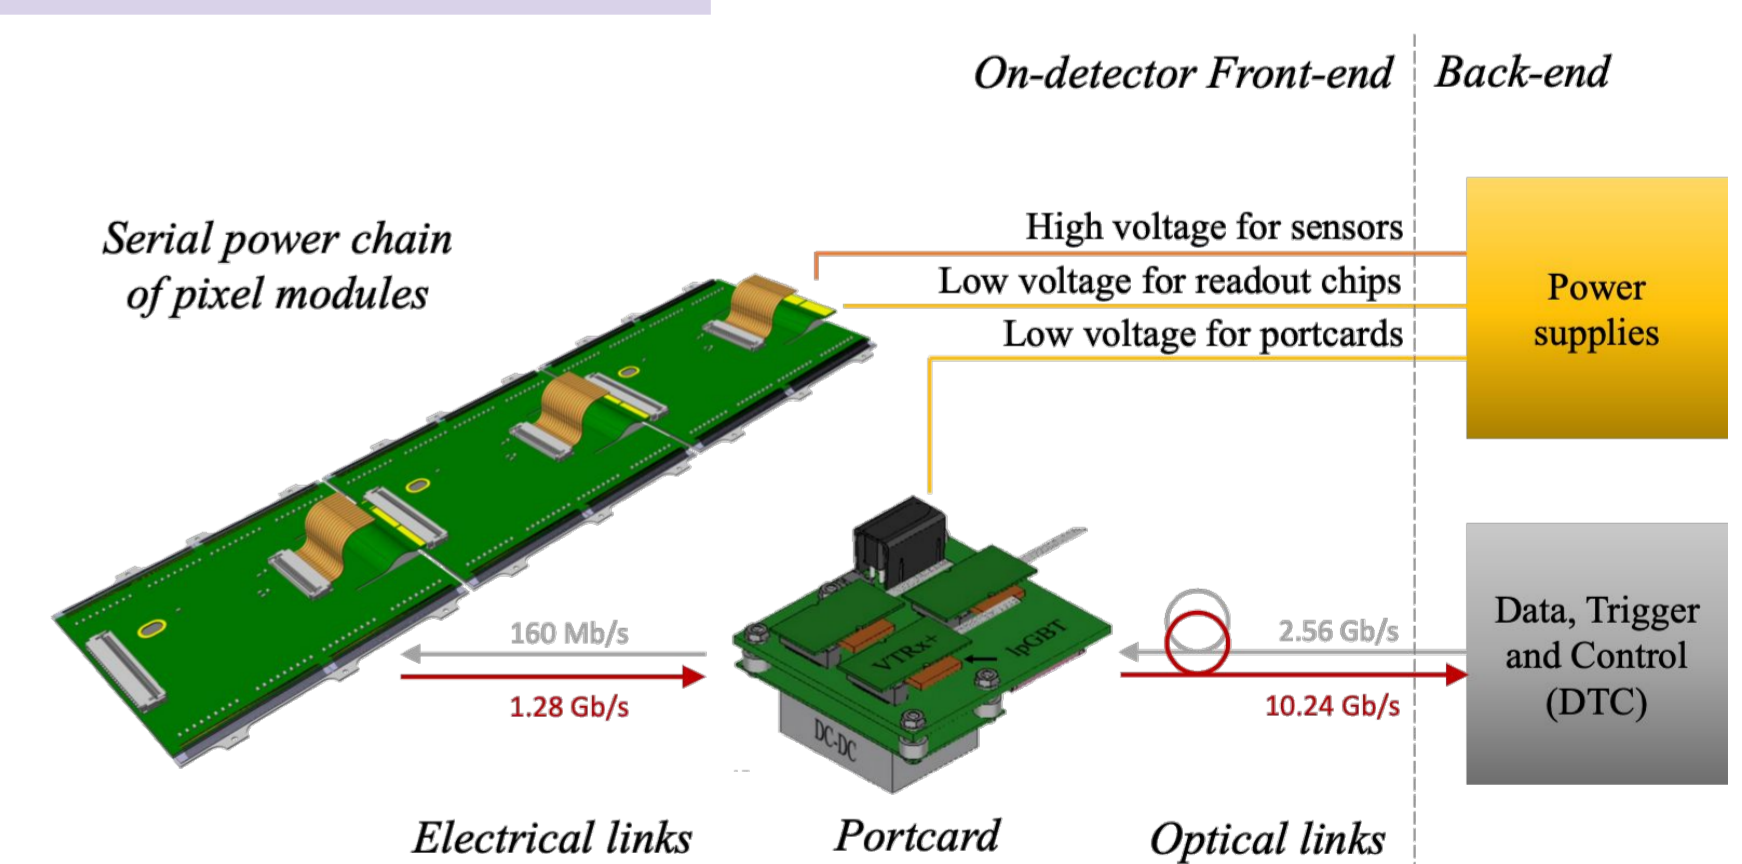 On-detector Front-end
Back-end
Serial power chain
of pixel modules
High voltage for sensors
Low voltage for readout chips
Low voltage for portcards
Power
supplies
160 Mb/s
1.28 Gb/s
VTRx+
lpGBT
DC-DC
2.56 Gb/s
10.24 Gb/s
Data, Trigger
and Control
(DTC)
Electrical links
Portcard
Optical links